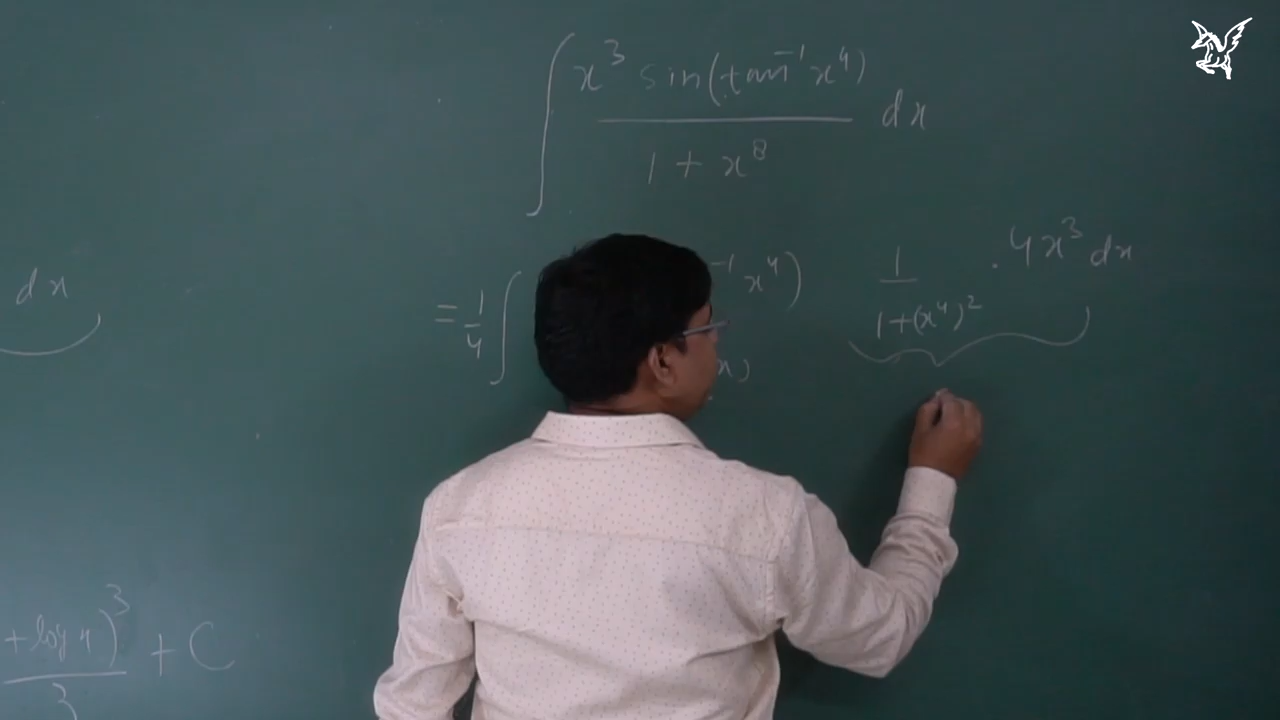 ∫ x³ sin(tan⁻¹ x⁴) / 1 + x⁸ dx
= 1/4 ∫ ⁻¹ x⁴) 1 / 1+(x⁴)² . 4x³ dx
dx
x)
+ log x)³ / 3 + C